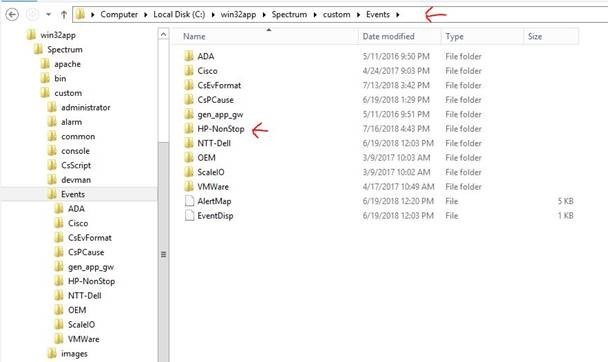 Computer ▸ Local Disk (C:) ▸ win32app ▸ Spectrum ▸ custom ▸ Events ▸
win32app
Spectrum
apache
bin
custom
administrator
alarm
common
console
CsScript
devman
Events
ADA
Cisco
CsEvFormat
CsPCause
gen_app_gw
HP-NonStop
NTT-Dell
OEM
ScaleIO
VMWare
images
Name Date modified Type Size
ADA 5/11/2016 9:50 PM File folder
Cisco 4/24/2017 9:03 PM File folder
CsEvFormat 7/13/2018 3:42 PM File folder
CsPCause 6/19/2018 1:29 PM File folder
gen_app_gw 5/11/2016 9:51 PM File folder
HP-NonStop 7/16/2018 4:43 PM File folder
NTT-Dell 6/19/2018 12:03 PM File folder
OEM 3/9/2017 10:03 AM File folder
ScaleIO 3/9/2017 10:02 AM File folder
VMWare 4/17/2017 10:49 AM File folder
AlertMap 6/19/2018 12:20 PM File 5 KB
EventDisp 6/19/2018 12:03 PM File 1 KB